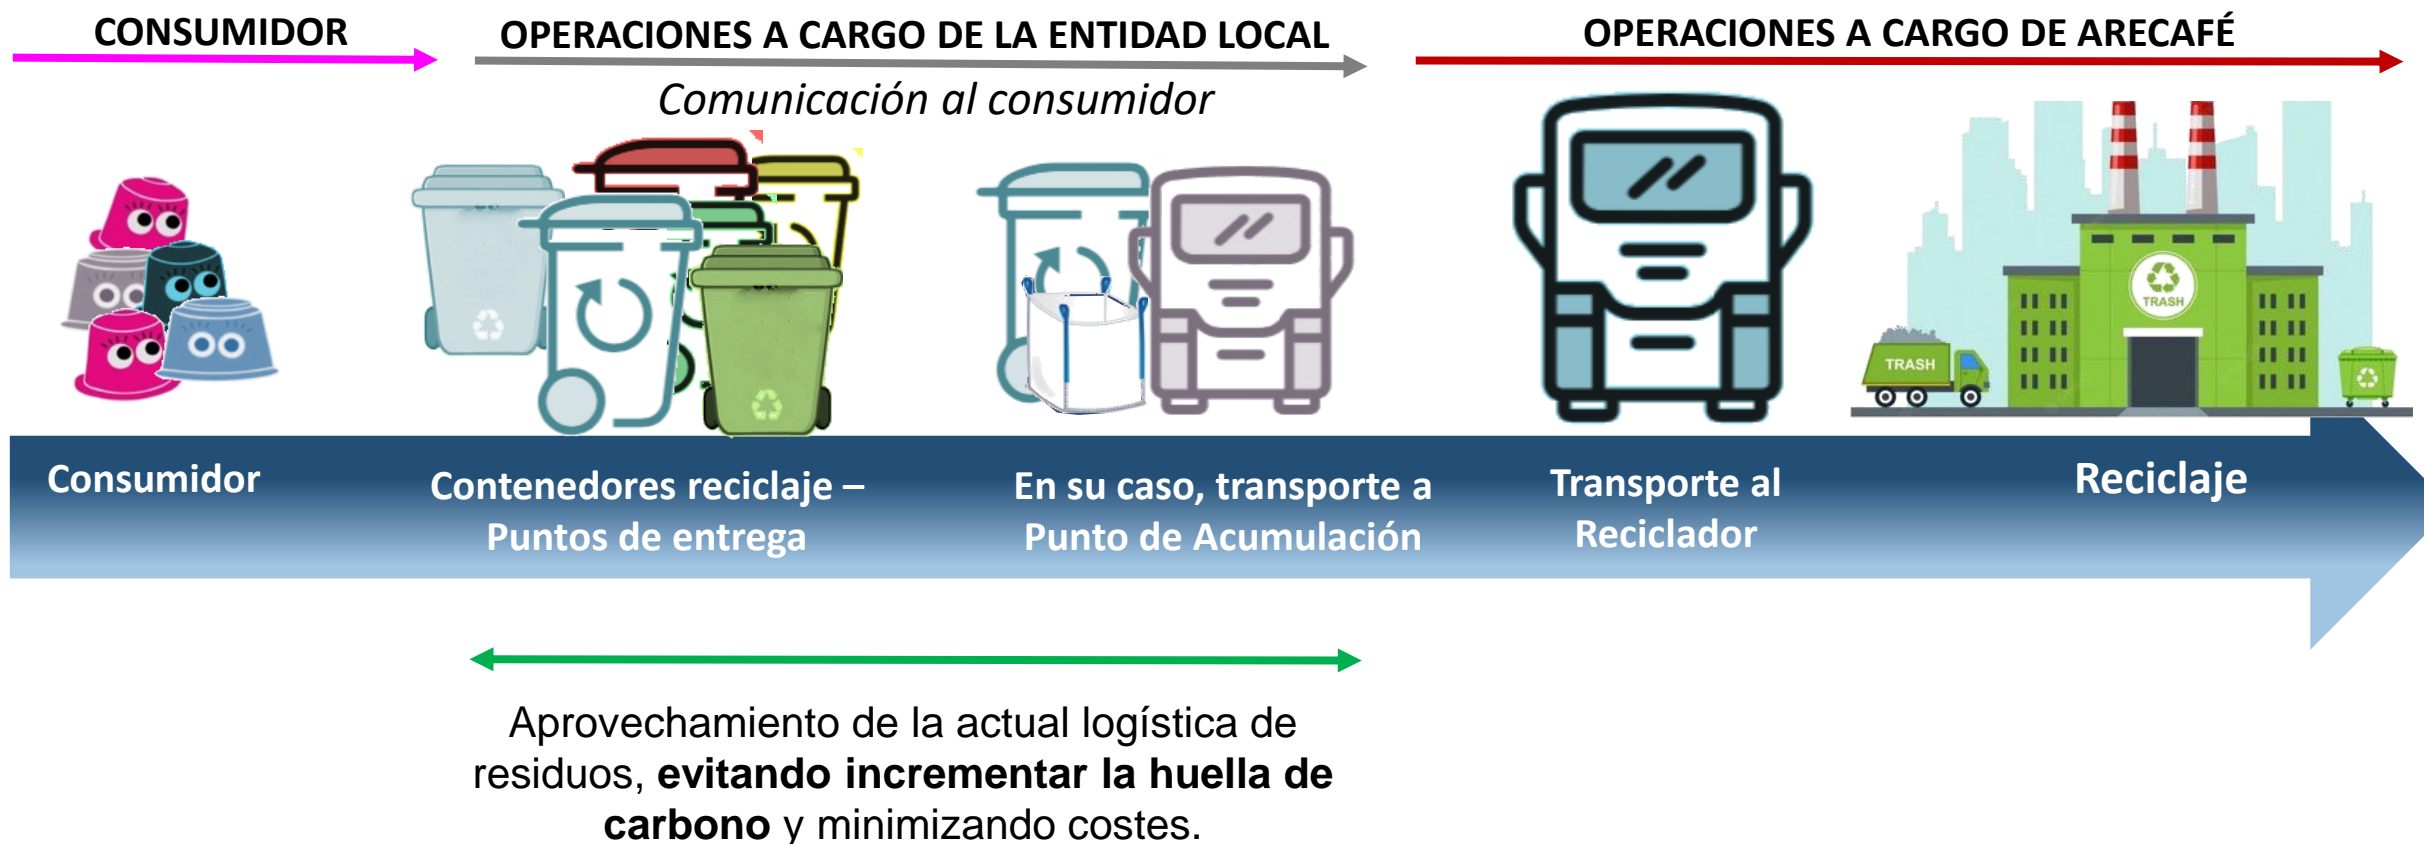 CONSUMIDOR
OPERACIONES A CARGO DE LA ENTIDAD LOCAL
OPERACIONES A CARGO DE ARECAFÉ
Comunicación al consumidor
TRASH
TRASH
Consumidor
Contenedores reciclaje –
Puntos de entrega
En su caso, transporte a
Punto de Acumulación
Transporte al
Reciclador
Reciclaje
Aprovechamiento de la actual logística de
residuos, evitando incrementar la huella de
carbono y minimizando costes.